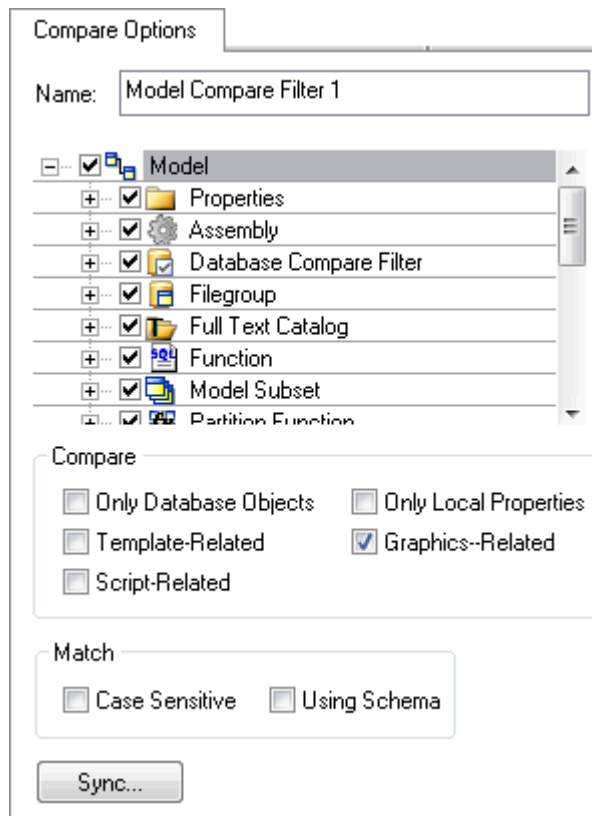 Compare Options
Name: Model Compare Filter 1
Model
Properties
Assembly
Database Compare Filter
Filegroup
Full Text Catalog
Function
Model Subset
Partition Function
Compare
Only Database Objects Only Local Properties
Template-Related Graphics--Related
Script-Related
Match
Case Sensitive Using Schema
Sync...